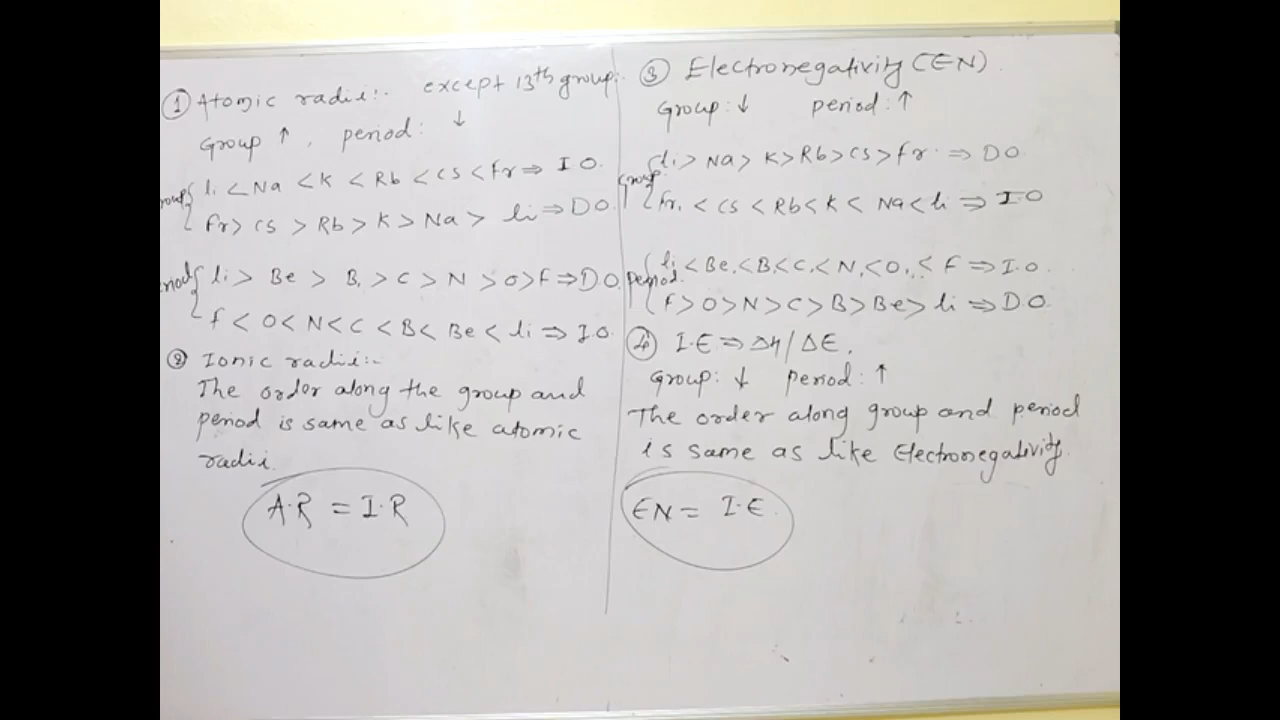 ① Atomic radii:- except 13th group:-
Group ↑, period: ↓
Group { li < Na < K < Rb < Cs < Fr ⇒ I O.
Fr > Cs > Rb > K > Na > li ⇒ D O.
Period { li > Be > B > C > N > O > F ⇒ D.O.
F < O < N < C < B < Be < li ⇒ I.O.
② Ionic radii:-
The order along the group and
period is same as like atomic
radii.
A.R = I.R
③ Electronegativity (EN).
Group: ↓ period: ↑
Group { li > Na > K > Rb > Cs > Fr. ⇒ D O
Fr. < Cs < Rb < K < Na < li ⇒ I.O
Period. { li < Be. < B. < C. < N. < O. < F ⇒ I.O.
F > O > N > C > B > Be > li ⇒ D O.
④ I.E ⇒ ΔH / ΔE.
Group: ↓ Period: ↑
The order along group and period
is same as like Electronegativity.
EN = I.E.